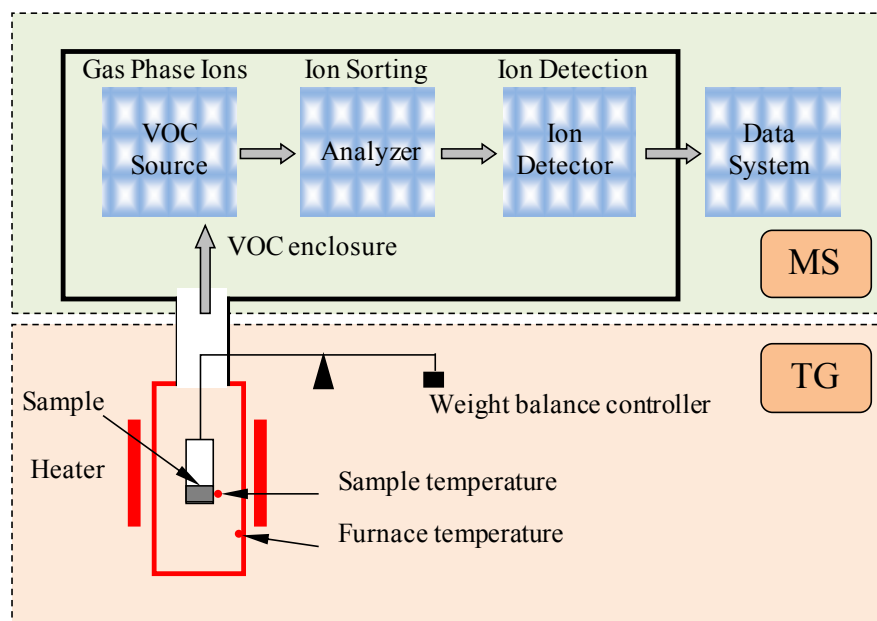 Gas Phase Ions
Ion Sorting
Ion Detection
VOC
Source
Analyzer
Ion
Detector
Data
System
VOC enclosure
MS
TG
Sample
Weight balance controller
Heater
Sample temperature
Furnace temperature